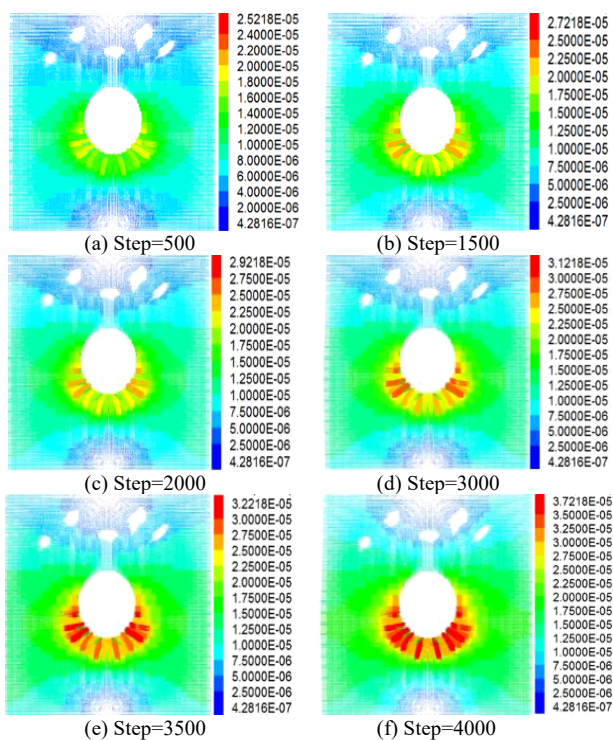 2.5218E-05
2.4000E-05
2.2000E-05
2.0000E-05
1.8000E-05
1.6000E-05
1.4000E-05
1.2000E-05
1.0000E-05
8.0000E-06
6.0000E-06
4.0000E-06
2.0000E-06
4.2816E-07
(a) Step=500
2.7218E-05
2.5000E-05
2.2500E-05
2.0000E-05
1.7500E-05
1.5000E-05
1.2500E-05
1.0000E-05
7.5000E-06
5.0000E-06
2.5000E-06
4.2816E-07
(b) Step=1500
2.9218E-05
2.7500E-05
2.5000E-05
2.2500E-05
2.0000E-05
1.7500E-05
1.5000E-05
1.2500E-05
1.0000E-05
7.5000E-06
5.0000E-06
2.5000E-06
4.2816E-07
(c) Step=2000
3.1218E-05
3.0000E-05
2.7500E-05
2.5000E-05
2.2500E-05
2.0000E-05
1.7500E-05
1.5000E-05
1.2500E-05
1.0000E-05
7.5000E-06
5.0000E-06
2.5000E-06
4.2816E-07
(d) Step=3000
3.2218E-05
3.0000E-05
2.7500E-05
2.5000E-05
2.2500E-05
2.0000E-05
1.7500E-05
1.5000E-05
1.2500E-05
1.0000E-05
7.5000E-06
5.0000E-06
2.5000E-06
4.2816E-07
(e) Step=3500
3.7218E-05
3.5000E-05
3.2500E-05
3.0000E-05
2.7500E-05
2.5000E-05
2.2500E-05
2.0000E-05
1.7500E-05
1.5000E-05
1.2500E-05
1.0000E-05
7.5000E-06
5.0000E-06
2.5000E-06
4.2816E-07
(f) Step=4000